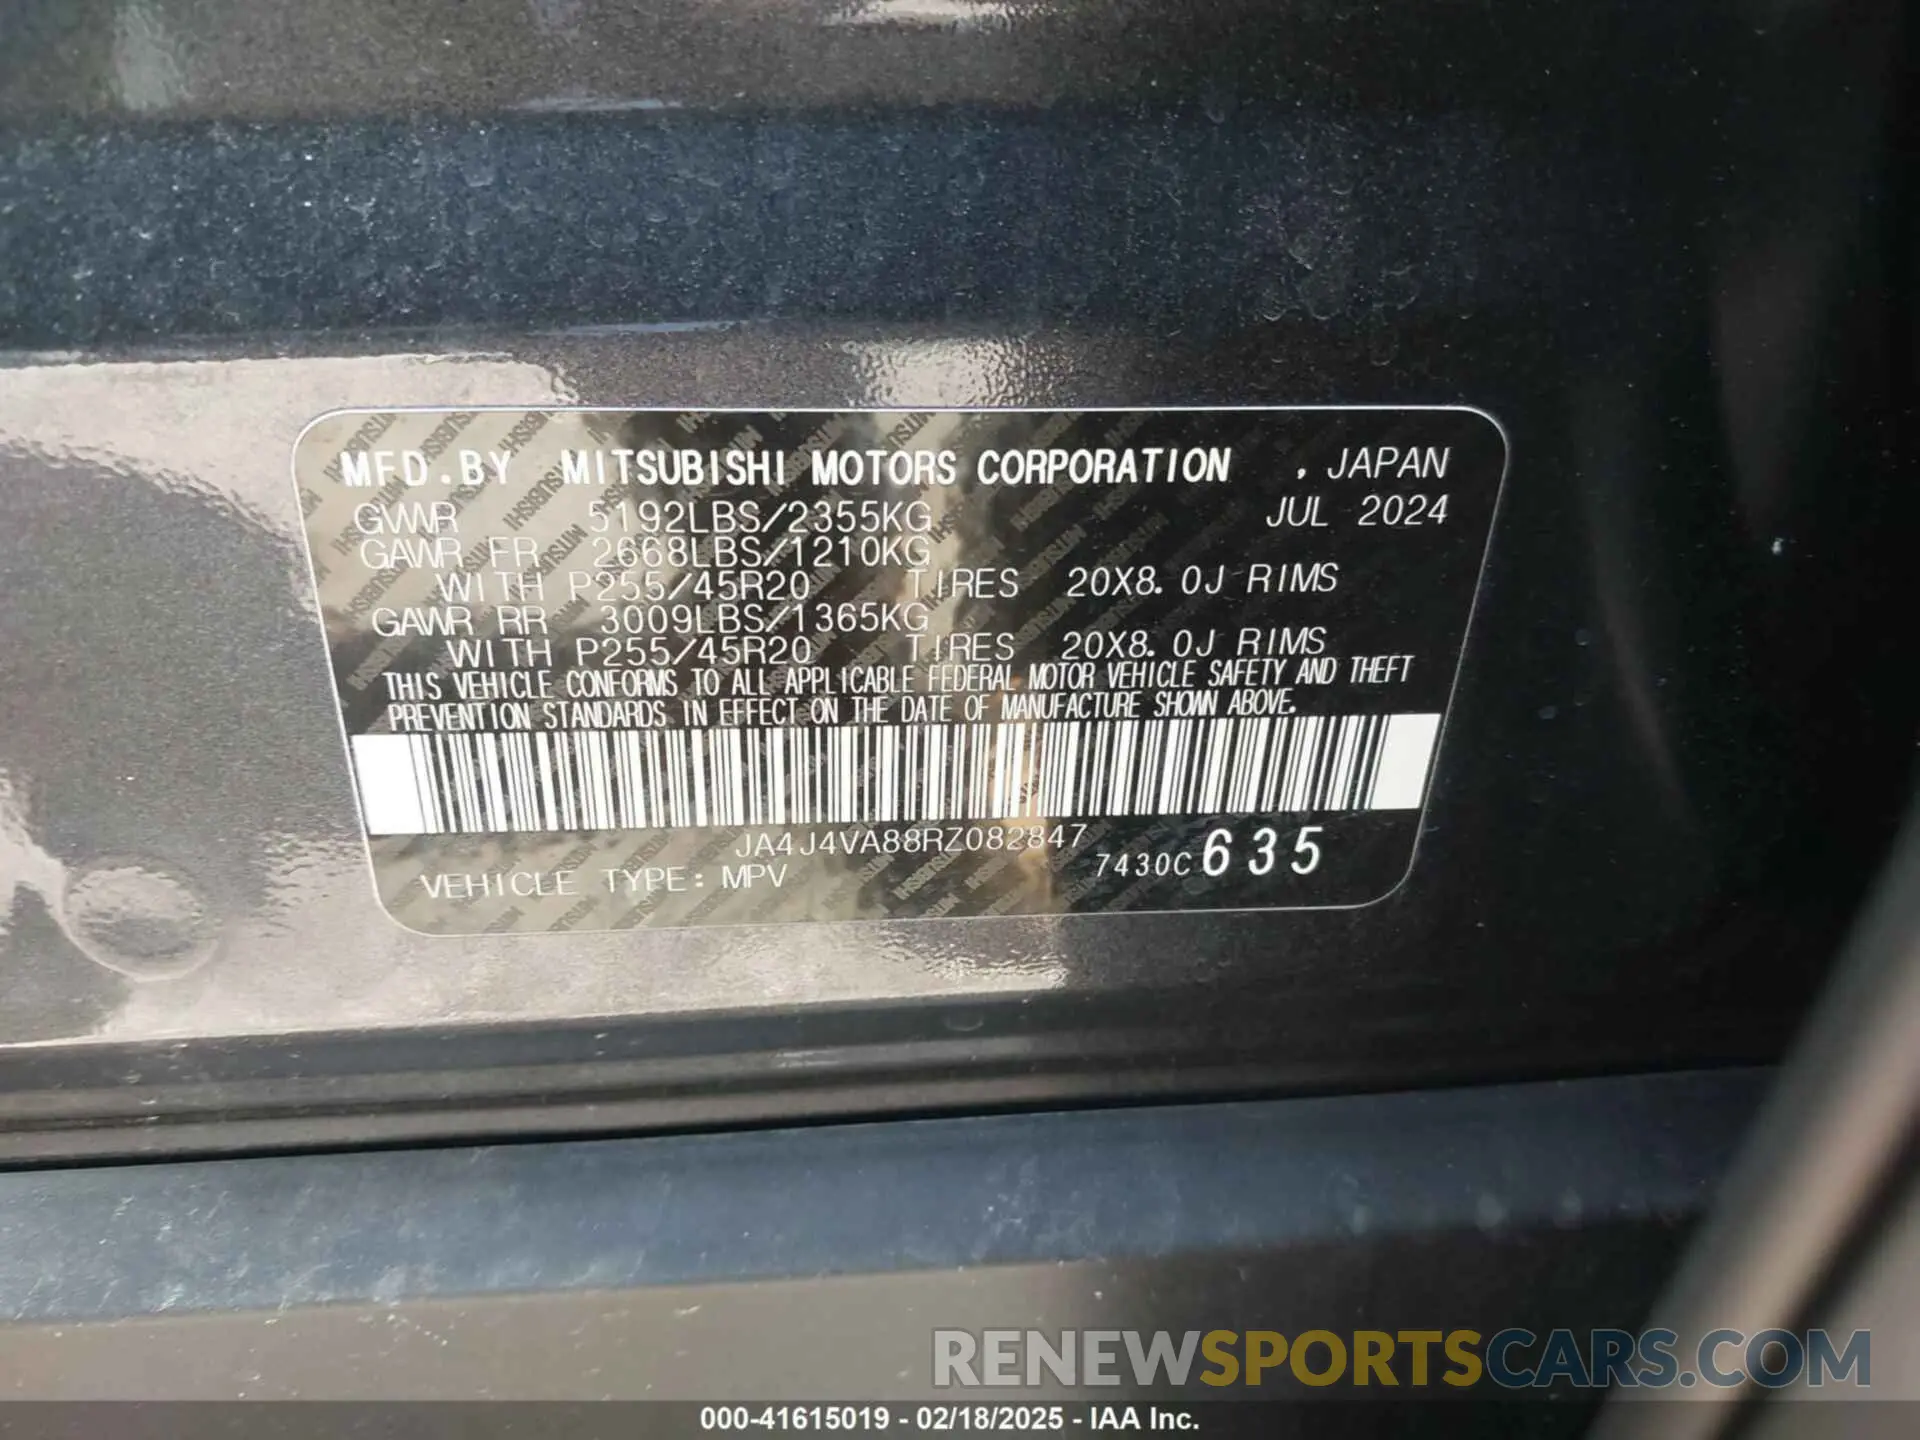 MFD.BY MITSUBISHI MOTORS CORPORATION , JAPAN
GVWR 5192LBS/2355KG JUL 2024
GAWR FR 2668LBS/1210KG
WITH P255/45R20 TIRES 20X8.0J RIMS
GAWR RR 3009LBS/1365KG
WITH P255/45R20 TIRES 20X8.0J RIMS
THIS VEHICLE CONFORMS TO ALL APPLICABLE FEDERAL MOTOR VEHICLE SAFETY AND THEFT
PREVENTION STANDARDS IN EFFECT ON THE DATE OF MANUFACTURE SHOWN ABOVE.
JA4J4VA88RZ082847
VEHICLE TYPE: MPV 7430C 635
RENEWSPORTSCARS.COM
000-41615019 - 02/18/2025 - IAA Inc.